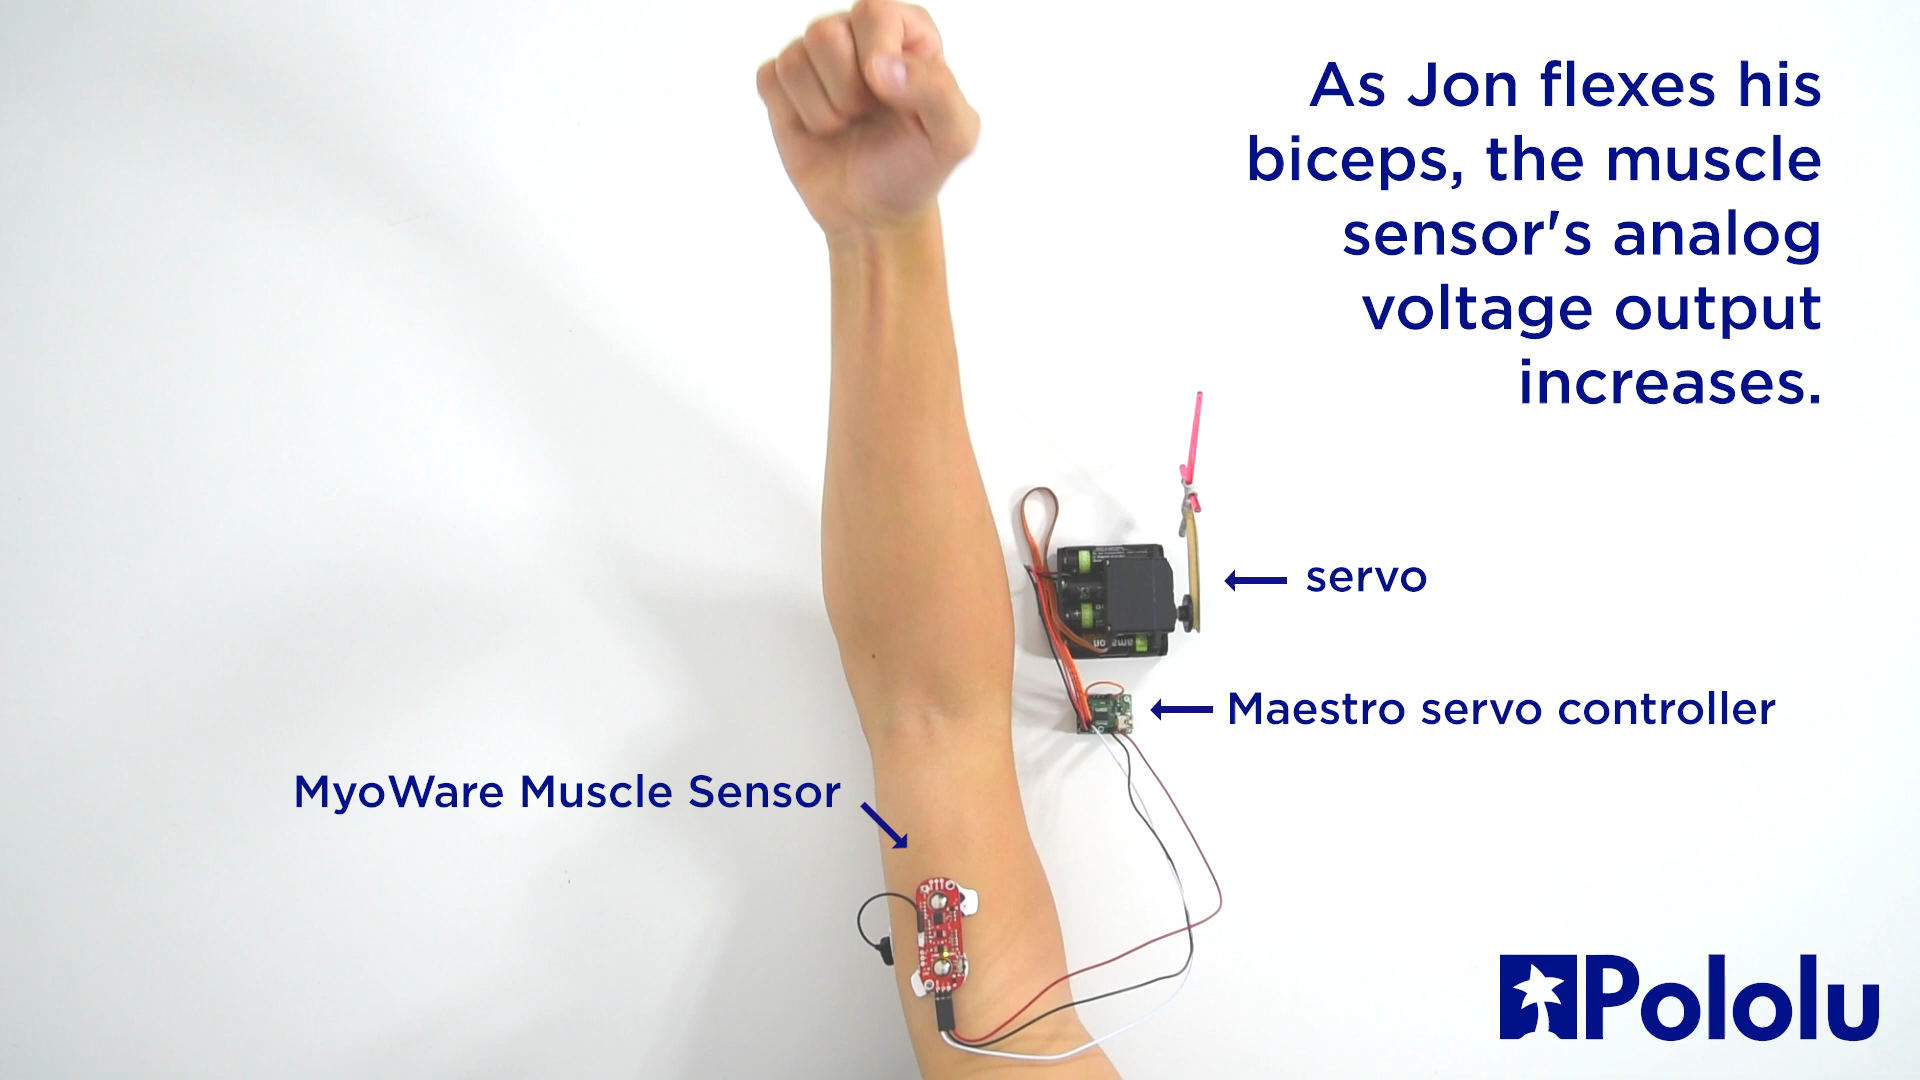 As Jon flexes his
biceps, the muscle
sensor's analog
voltage output
increases.
servo
Maestro servo controller
MyoWare Muscle Sensor
Pololu